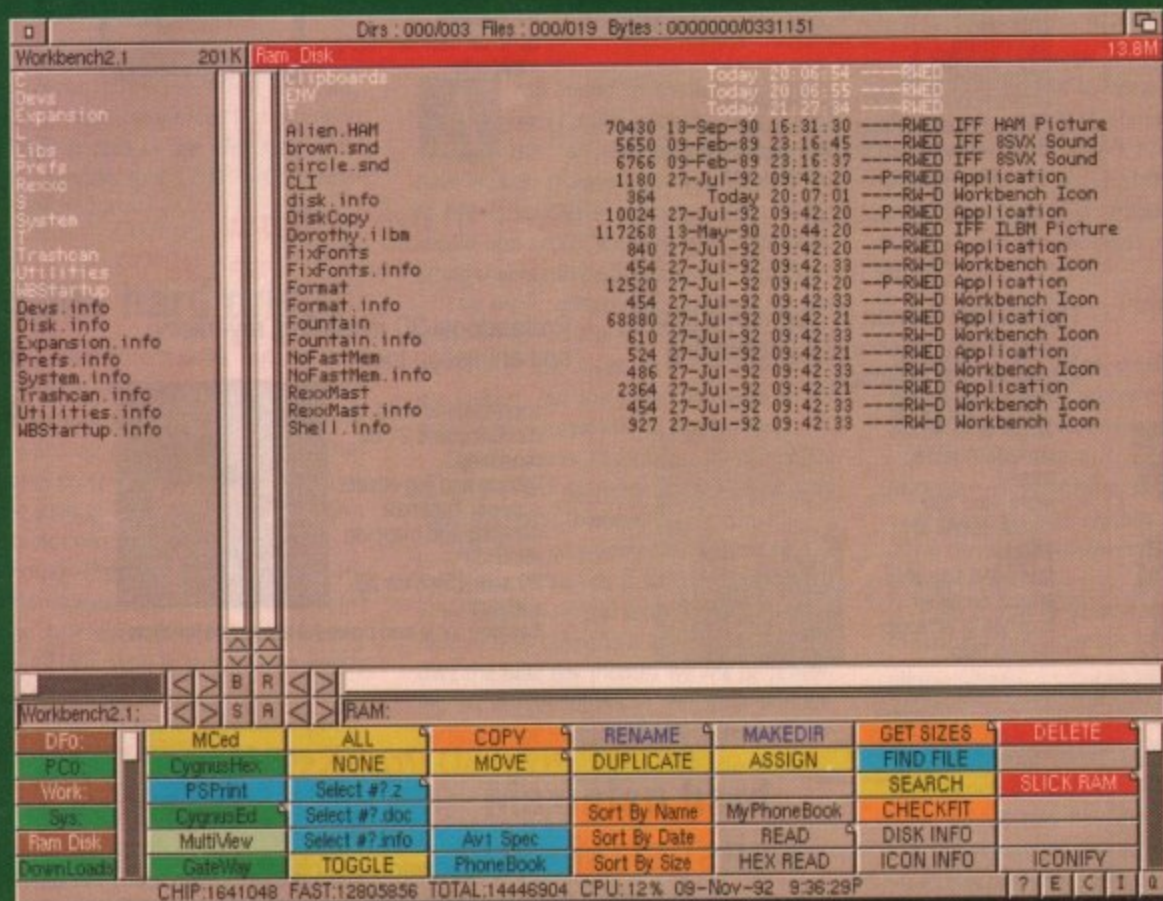 Dirs : 000/003 Files : 000/019 Bytes : 0000000/0331151
Workbench2.1 201K Ram_Disk 13.8M
C
Devs
Expansion
L
Libs
Prefs
Rexxc
S
System
T
Trashcan
Utilities
WBStartup
Devs.info
Disk.info
Expansion.info
Prefs.info
System.info
Trashcan.info
Utilities.info
WBStartup.info
Clipboards Today 20:06:54 ----RWED
ENV Today 20:06:55 ----RWED
T Today 21:27:34 ----RWED
Alien.HAM 70430 13-Sep-90 16:31:30 ----RWED IFF HAM Picture
brown.snd 5650 09-Feb-89 23:16:45 ----RWED IFF 8SVX Sound
circle.snd 6766 09-Feb-89 23:16:37 ----RWED IFF 8SVX Sound
CLI 1180 27-Jul-92 09:42:20 --P-RWED Application
disk.info 364 Today 20:07:01 ----RW-D Workbench Icon
DiskCopy 10024 27-Jul-92 09:42:20 --P-RWED Application
Dorothy.ilbm 117268 13-May-90 20:44:20 ----RWED IFF ILBM Picture
FixFonts 840 27-Jul-92 09:42:20 --P-RWED Application
FixFonts.info 454 27-Jul-92 09:42:33 ----RW-D Workbench Icon
Format 12520 27-Jul-92 09:42:20 --P-RWED Application
Format.info 454 27-Jul-92 09:42:33 ----RW-D Workbench Icon
Fountain 68880 27-Jul-92 09:42:21 ----RWED Application
Fountain.info 610 27-Jul-92 09:42:33 ----RW-D Workbench Icon
NoFastMem 524 27-Jul-92 09:42:21 ----RWED Application
NoFastMem.info 486 27-Jul-92 09:42:33 ----RW-D Workbench Icon
RexxMast 2364 27-Jul-92 09:42:21 ----RWED Application
RexxMast.info 454 27-Jul-92 09:42:33 ----RW-D Workbench Icon
Shell.info 927 27-Jul-92 09:42:33 ----RW-D Workbench Icon
B R
Workbench2.1: S A RAM:
DF0: MCed ALL COPY RENAME MAKEDIR GET SIZES DELETE
PC0: CygnusHex NONE MOVE DUPLICATE ASSIGN FIND FILE
Work: PSPrint Select #?.z SEARCH SLICK RAM
Sys: CygnusEd Select #?.doc Sort By Name MyPhoneBook CHECKFIT
Ram Disk MultiView Select #?.info Av1 Spec Sort By Date READ DISK INFO
DownLoads GateWay TOGGLE PhoneBook Sort By Size HEX READ ICON INFO ICONIFY
CHIP:1641048 FAST:12805856 TOTAL:14446904 CPU:12% 09-Nov-92 9:36:29P ? E C I Q